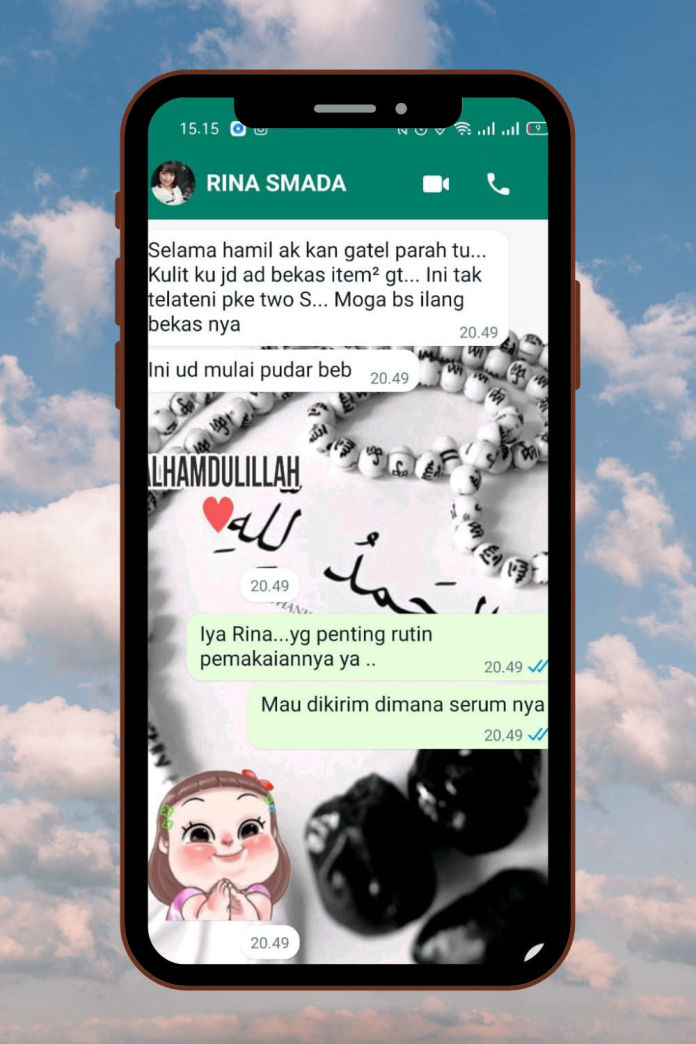 15.15
9
RINA SMADA
Selama hamil ak kan gatel parah tu...
Kulit ku jd ad bekas item² gt... Ini tak
telateni pke two S... Moga bs ilang
bekas nya
20.49
Ini ud mulai pudar beb
20.49
LHAMDULILLAH
20.49
Iya Rina...yg penting rutin
pemakaiannya ya ..
20.49
Mau dikirim dimana serum nya
20.49
20.49